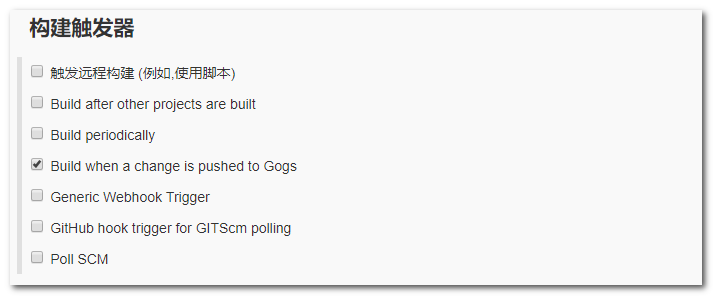 构建触发器
触发远程构建 (例如,使用脚本)
Build after other projects are built
Build periodically
Build when a change is pushed to Gogs
Generic Webhook Trigger
GitHub hook trigger for GITScm polling
Poll SCM